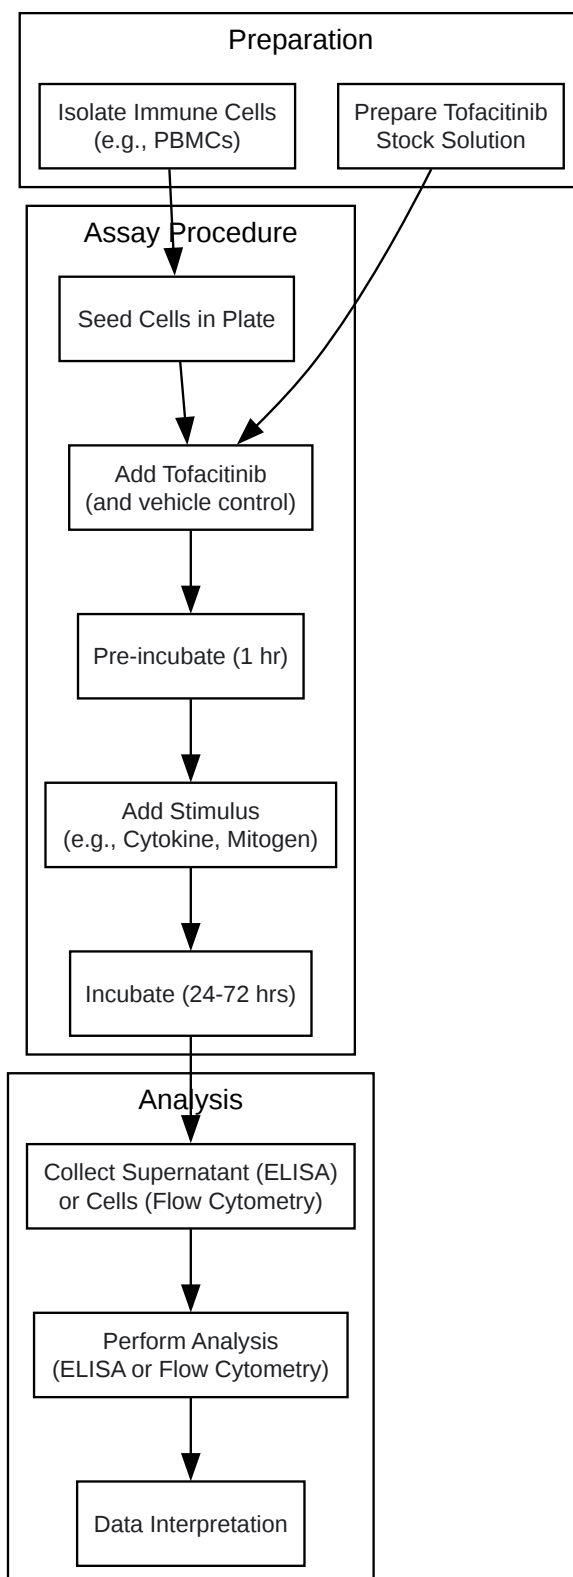 Preparation
Isolate Immune Cells
(e.g., PBMCs)
Prepare Tofacitinib
Stock Solution
Assay Procedure
Seed Cells in Plate
Add Tofacitinib
(and vehicle control)
Pre-incubate (1 hr)
Add Stimulus
(e.g., Cytokine, Mitogen)
Incubate (24-72 hrs)
Analysis
Collect Supernatant (ELISA)
or Cells (Flow Cytometry)
Perform Analysis
(ELISA or Flow Cytometry)
Data Interpretation